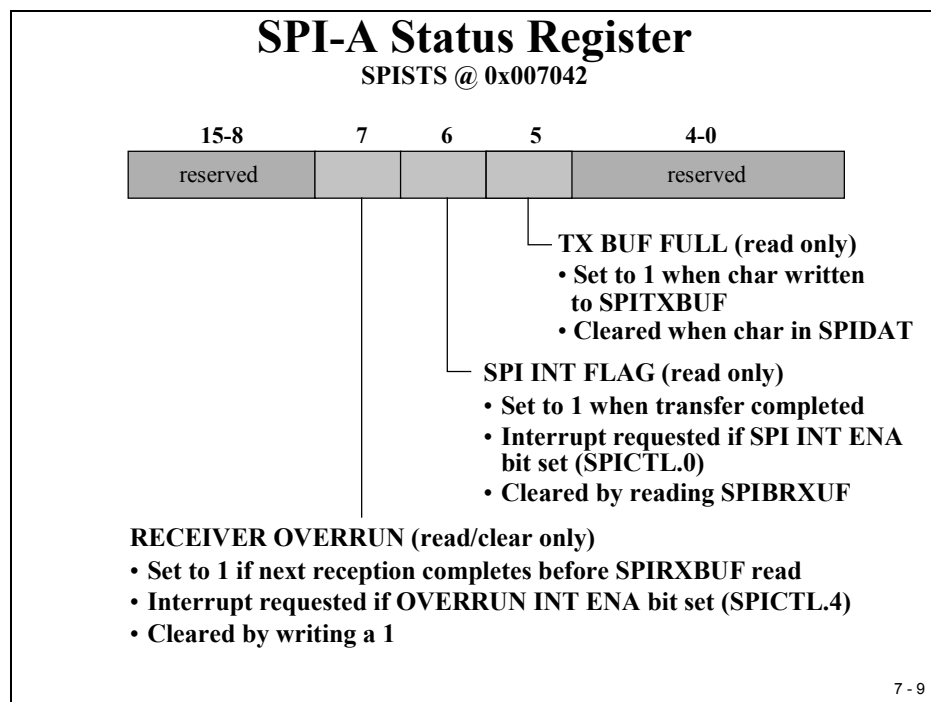 SPI-A Status Register
SPISTS @ 0x007042
15-8 7 6 5 4-0
reserved reserved
TX BUF FULL (read only)
• Set to 1 when char written
to SPITXBUF
• Cleared when char in SPIDAT
SPI INT FLAG (read only)
• Set to 1 when transfer completed
• Interrupt requested if SPI INT ENA
bit set (SPICTL.0)
• Cleared by reading SPIBRXUF
RECEIVER OVERRUN (read/clear only)
• Set to 1 if next reception completes before SPIRXBUF read
• Interrupt requested if OVERRUN INT ENA bit set (SPICTL.4)
• Cleared by writing a 1
7 - 9